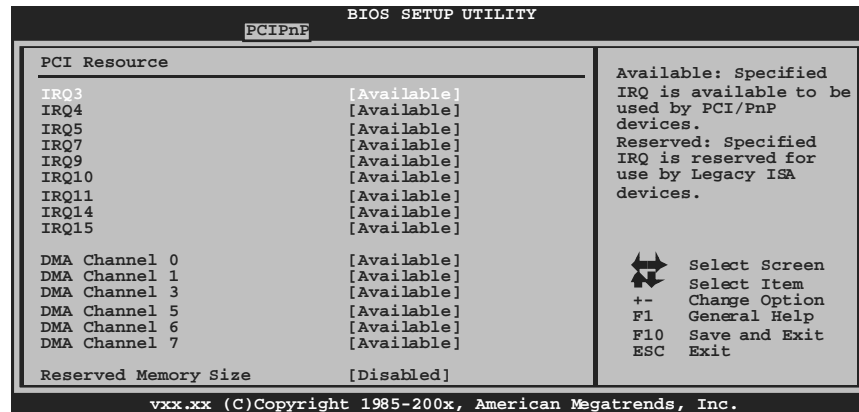 BIOS SETUP UTILITY
PCIPnP
PCI Resource
IRQ3 [Available]
IRQ4 [Available]
IRQ5 [Available]
IRQ7 [Available]
IRQ9 [Available]
IRQ10 [Available]
IRQ11 [Available]
IRQ14 [Available]
IRQ15 [Available]
DMA Channel 0 [Available]
DMA Channel 1 [Available]
DMA Channel 3 [Available]
DMA Channel 5 [Available]
DMA Channel 6 [Available]
DMA Channel 7 [Available]
Reserved Memory Size [Disabled]
Available: Specified
IRQ is available to be
used by PCI/PnP
devices.
Reserved: Specified
IRQ is reserved for
use by Legacy ISA
devices.
Select Screen
Select Item
+- Change Option
F1 General Help
F10 Save and Exit
ESC Exit
vxx.xx (C)Copyright 1985-200x, American Megatrends, Inc.